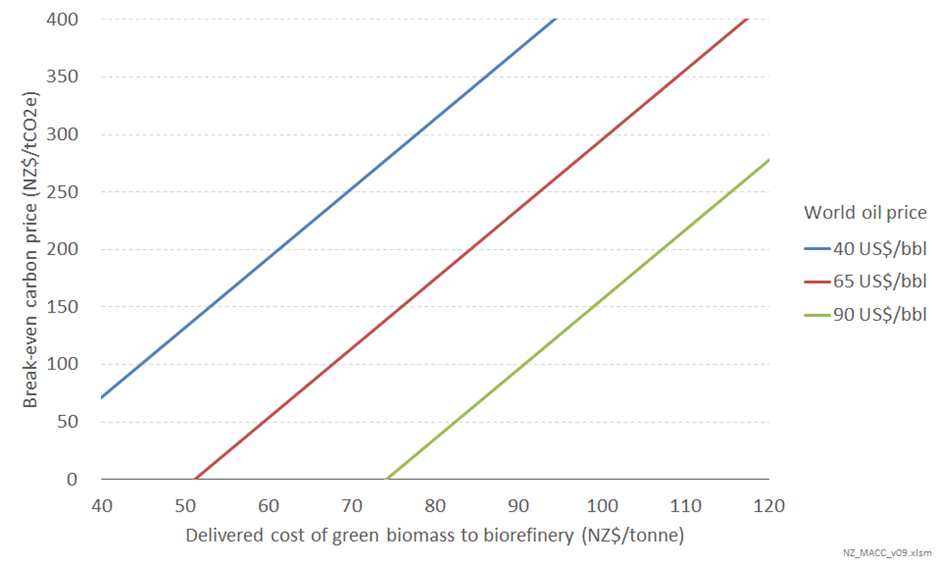 400
350
300
250
200
150
100
50
0
Break-even carbon price (NZ$/tCO2e)
40 50 60 70 80 90 100 110 120
Delivered cost of green biomass to biorefinery (NZ$/tonne)
World oil price
40 US$/bbl
65 US$/bbl
90 US$/bbl
NZ_MACC_v09.xlsm